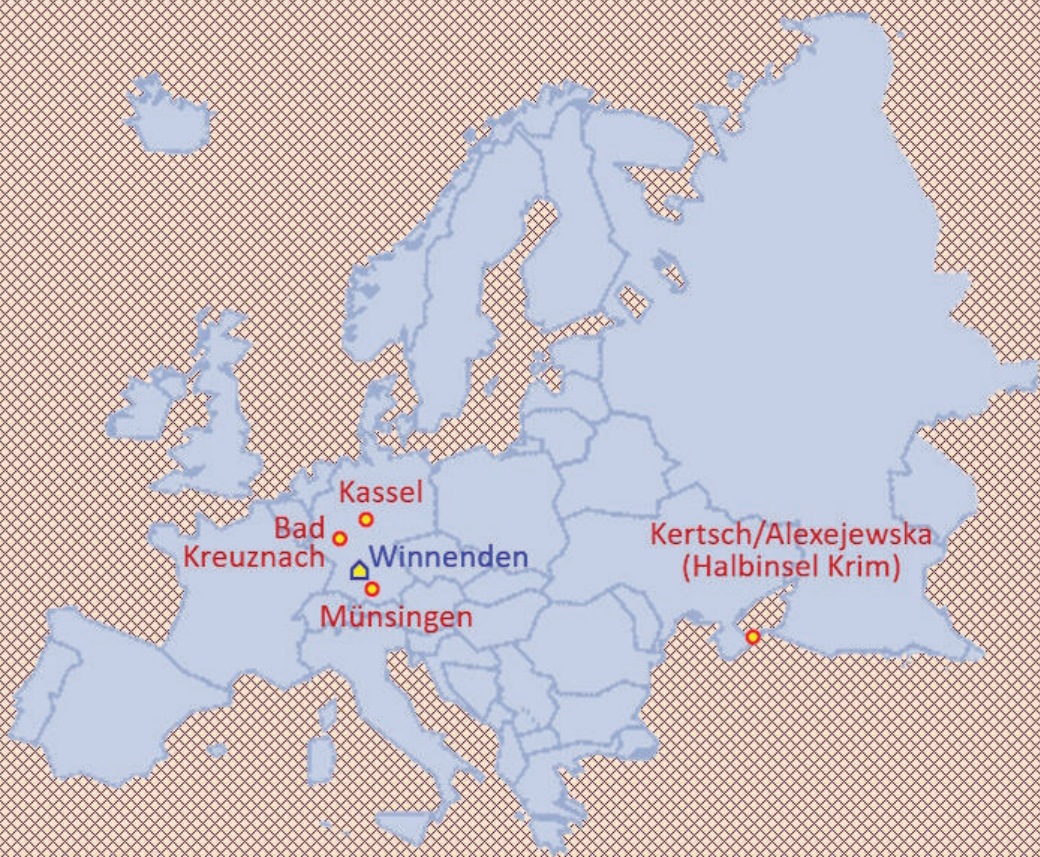 Kassel
Bad
Kreuznach
Winnenden
Münsingen
Kertsch/Alexejewska
(Halbinsel Krim)